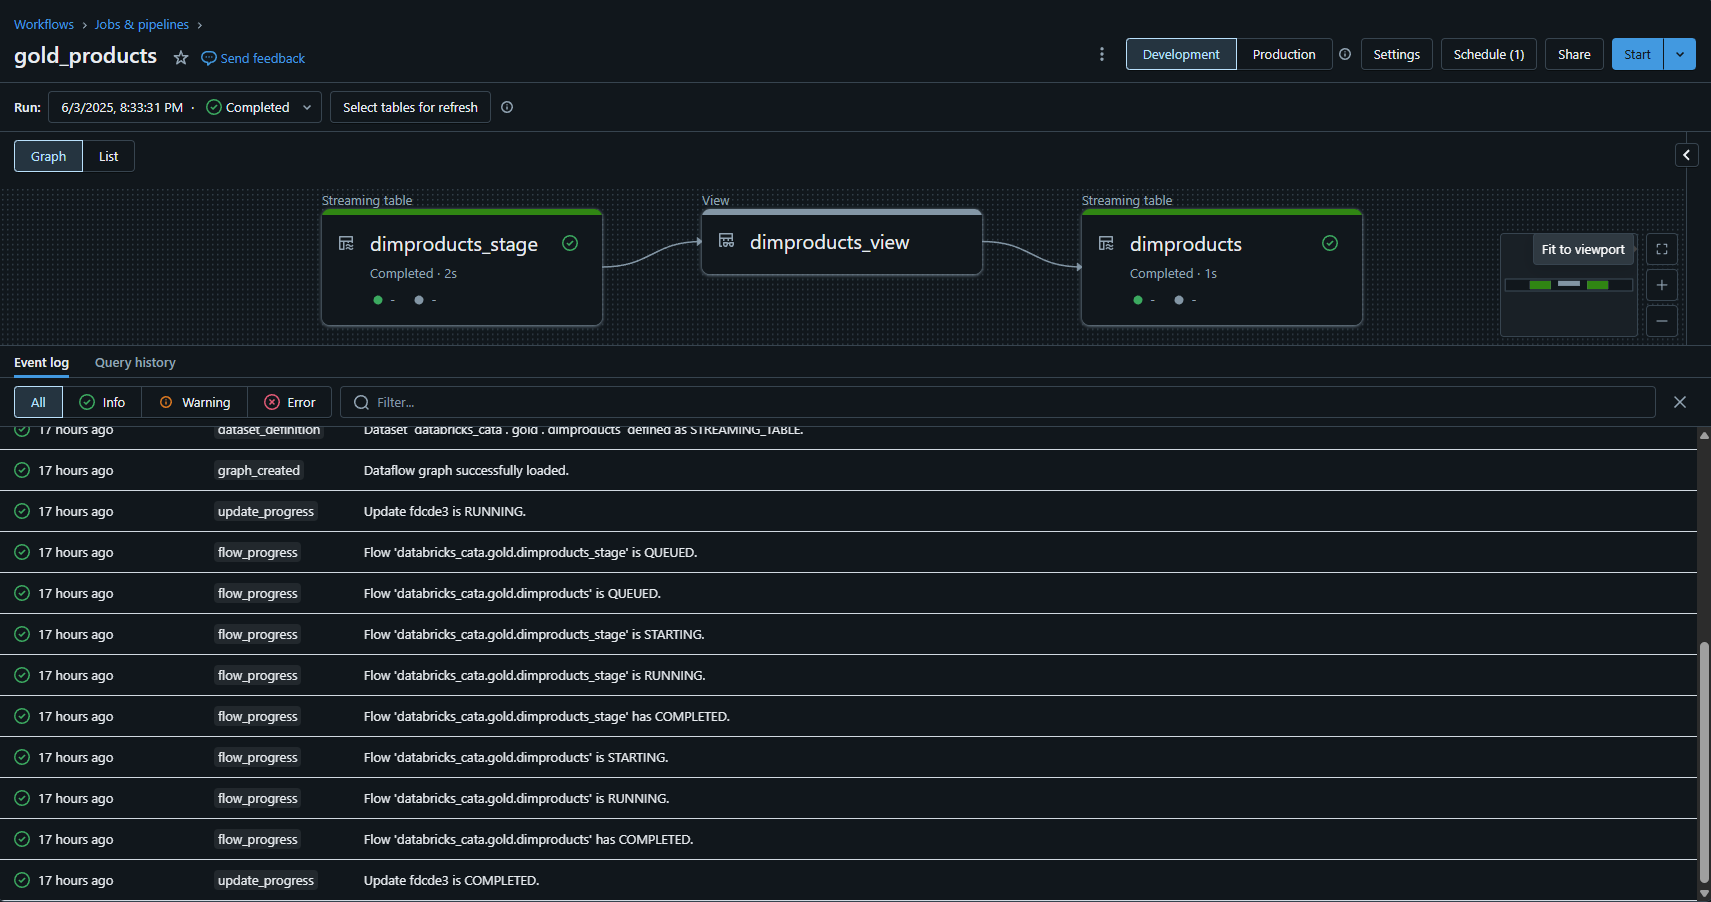 Workflows › Jobs & pipelines ›
gold_products Send feedback
Development Production Settings Schedule (1) Share Start
Run: 6/3/2025, 8:33:31 PM · Completed Select tables for refresh
Graph List
Streaming table View Streaming table
dimproducts_stage
Completed · 2s
- -
dimproducts_view
dimproducts
Completed · 1s
- -
Fit to viewport
Event log Query history
All Info Warning Error Filter...
17 hours ago dataset_definition Dataset `databricks_cata`.`gold`.`dimproducts` defined as STREAMING_TABLE.
17 hours ago graph_created Dataflow graph successfully loaded.
17 hours ago update_progress Update fdcde3 is RUNNING.
17 hours ago flow_progress Flow 'databricks_cata.gold.dimproducts_stage' is QUEUED.
17 hours ago flow_progress Flow 'databricks_cata.gold.dimproducts' is QUEUED.
17 hours ago flow_progress Flow 'databricks_cata.gold.dimproducts_stage' is STARTING.
17 hours ago flow_progress Flow 'databricks_cata.gold.dimproducts_stage' is RUNNING.
17 hours ago flow_progress Flow 'databricks_cata.gold.dimproducts_stage' has COMPLETED.
17 hours ago flow_progress Flow 'databricks_cata.gold.dimproducts' is STARTING.
17 hours ago flow_progress Flow 'databricks_cata.gold.dimproducts' is RUNNING.
17 hours ago flow_progress Flow 'databricks_cata.gold.dimproducts' has COMPLETED.
17 hours ago update_progress Update fdcde3 is COMPLETED.